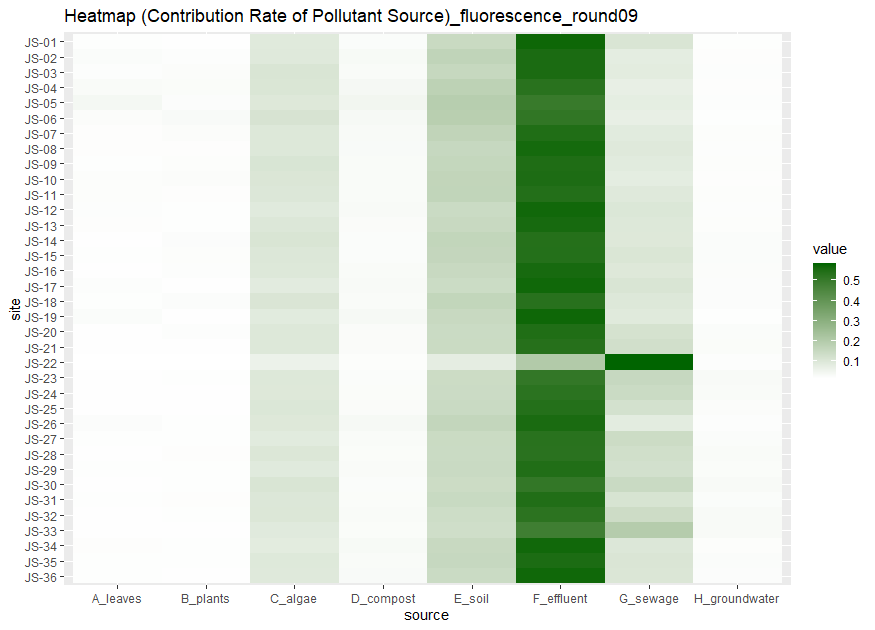 Heatmap (Contribution Rate of Pollutant Source)_fluorescence_round09
JS-01
JS-02
JS-03
JS-04
JS-05
JS-06
JS-07
JS-08
JS-09
JS-10
JS-11
JS-12
JS-13
JS-14
JS-15
JS-16
JS-17
JS-18
JS-19
JS-20
JS-21
JS-22
JS-23
JS-24
JS-25
JS-26
JS-27
JS-28
JS-29
JS-30
JS-31
JS-32
JS-33
JS-34
JS-35
JS-36
site
A_leaves B_plants C_algae D_compost E_soil F_effluent G_sewage H_groundwater
source
value
0.5
0.4
0.3
0.2
0.1